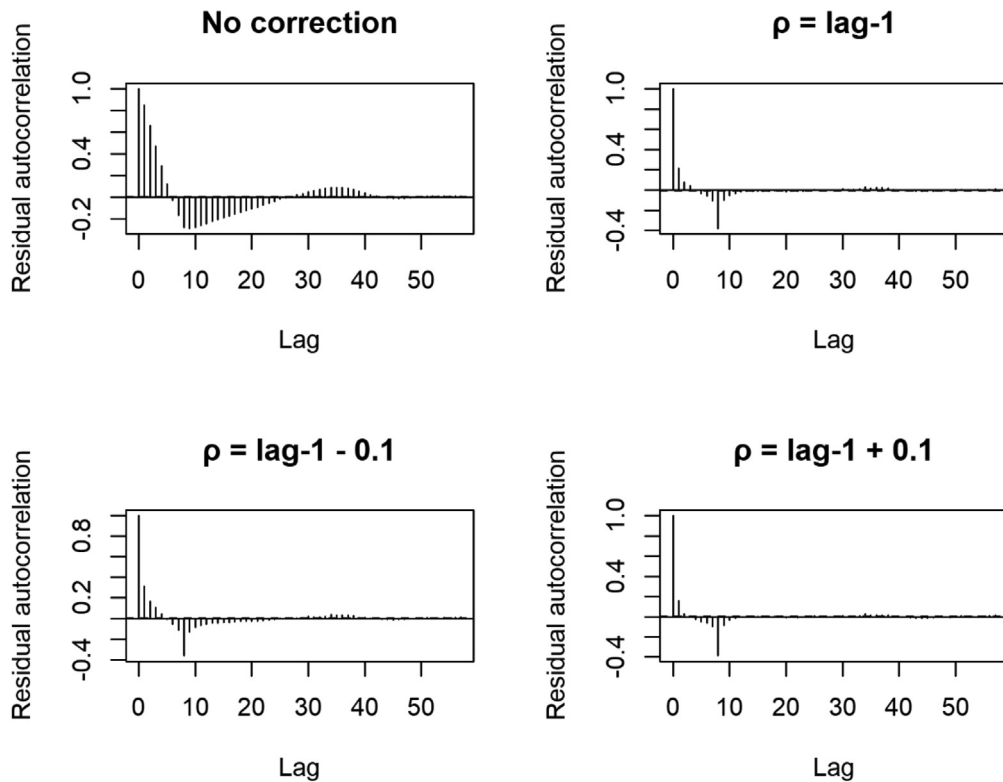 No correction
Residual autocorrelation
1.0
0.4
-0.2
0 10 20 30 40 50
Lag
ρ = lag-1
Residual autocorrelation
1.0
0.4
-0.4
0 10 20 30 40 50
Lag
ρ = lag-1 - 0.1
Residual autocorrelation
0.8
0.2
-0.4
0 10 20 30 40 50
Lag
ρ = lag-1 + 0.1
Residual autocorrelation
1.0
0.4
-0.4
0 10 20 30 40 50
Lag